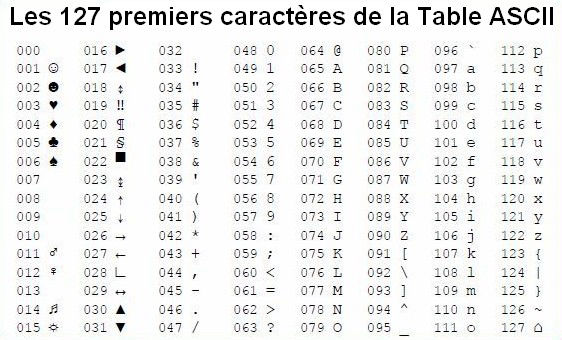 Les 127 premiers caractères de la Table ASCII
000 016 ► 032 048 0 064 @ 080 P 096 ` 112 p
001 ☺ 017 ◄ 033 ! 049 1 065 A 081 Q 097 a 113 q
002 ☻ 018 ↕ 034 " 050 2 066 B 082 R 098 b 114 r
003 ♥ 019 ‼ 035 # 051 3 067 C 083 S 099 c 115 s
004 ♦ 020 ¶ 036 $ 052 4 068 D 084 T 100 d 116 t
005 ♣ 021 § 037 % 053 5 069 E 085 U 101 e 117 u
006 ♠ 022 ■ 038 & 054 6 070 F 086 V 102 f 118 v
007 023 ↨ 039 ' 055 7 071 G 087 W 103 g 119 w
008 024 ↑ 040 ( 056 8 072 H 088 X 104 h 120 x
009 025 ↓ 041 ) 057 9 073 I 089 Y 105 i 121 y
010 026 → 042 * 058 : 074 J 090 Z 106 j 122 z
011 ♂ 027 ← 043 + 059 ; 075 K 091 [ 107 k 123 {
012 ♀ 028 ∟ 044 , 060 < 076 L 092 \ 108 l 124 |
013 029 ↔ 045 - 061 = 077 M 093 ] 109 m 125 }
014 ♬ 030 ▲ 046 . 062 > 078 N 094 ^ 110 n 126 ~
015 ☼ 031 ▼ 047 / 063 ? 079 O 095 _ 111 o 127 ⌂